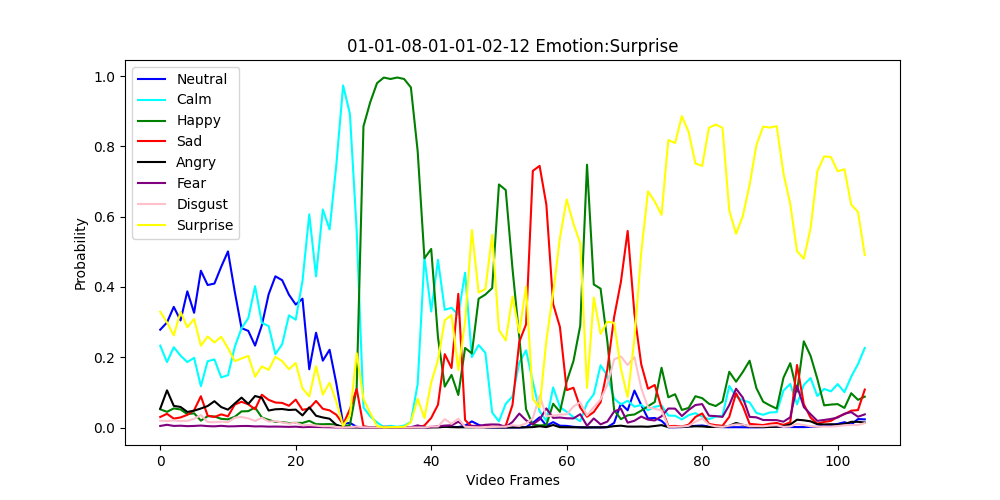 01-01-08-01-01-02-12 Emotion:Surprise
Neutral
Calm
Happy
Sad
Angry
Fear
Disgust
Surprise
Probability
1.0
0.8
0.6
0.4
0.2
0.0
0 20 40 60 80 100
Video Frames